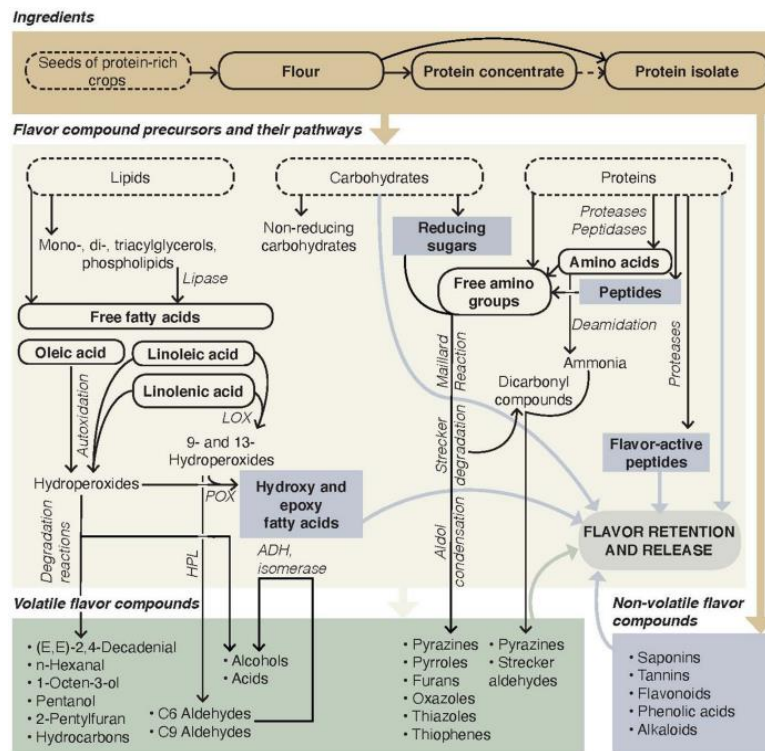 Ingredients
Seeds of protein-rich
crops
Flour
Protein concentrate
Protein isolate
Flavor compound precursors and their pathways
Lipids
Carbohydrates
Proteins
Mono-, di-, triacylglycerols,
phospholipids
Non-reducing
carbohydrates
Reducing
sugars
Proteases
Peptidases
Amino acids
Lipase
Free amino
groups
Peptides
Free fatty acids
Oleic acid
Linoleic acid
Linolenic acid
Autoxidation
LOX
Maillard
Reaction
Deamidation
Ammonia
Proteases
Dicarbonyl
compounds
9- and 13-
Hydroperoxides
Strecker
degradation
Flavor-active
peptides
Hydroperoxides
POX
Hydroxy and
epoxy
fatty acids
FLAVOR RETENTION
AND RELEASE
Degradation
reactions
HPL
ADH,
isomerase
Aldol
condensation
Volatile flavor compounds
Non-volatile flavor
compounds
• (E,E)-2,4-Decadenial
• n-Hexanal
• 1-Octen-3-ol
• Pentanol
• 2-Pentylfuran
• Hydrocarbons
• Alcohols
• Acids
• C6 Aldehydes
• C9 Aldehydes
• Pyrazines
• Pyrroles
• Furans
• Oxazoles
• Thiazoles
• Thiophenes
• Pyrazines
• Strecker
aldehydes
• Saponins
• Tannins
• Flavonoids
• Phenolic acids
• Alkaloids